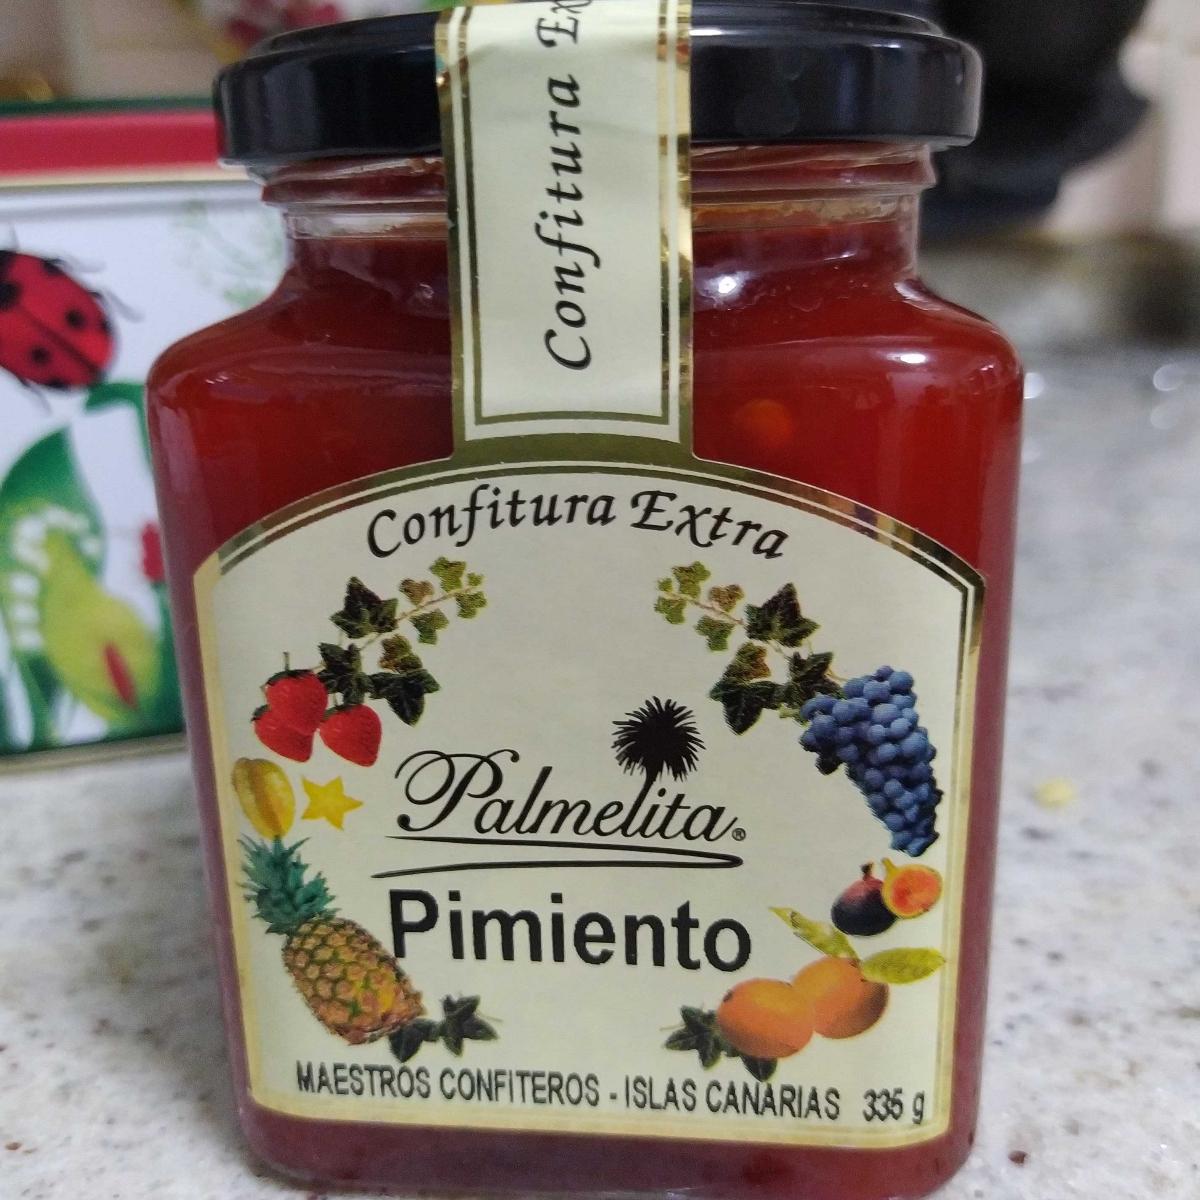 Confitura Ex
Confitura Extra
Palmelita®
Pimiento
MAESTROS CONFITEROS - ISLAS CANARIAS 335 g